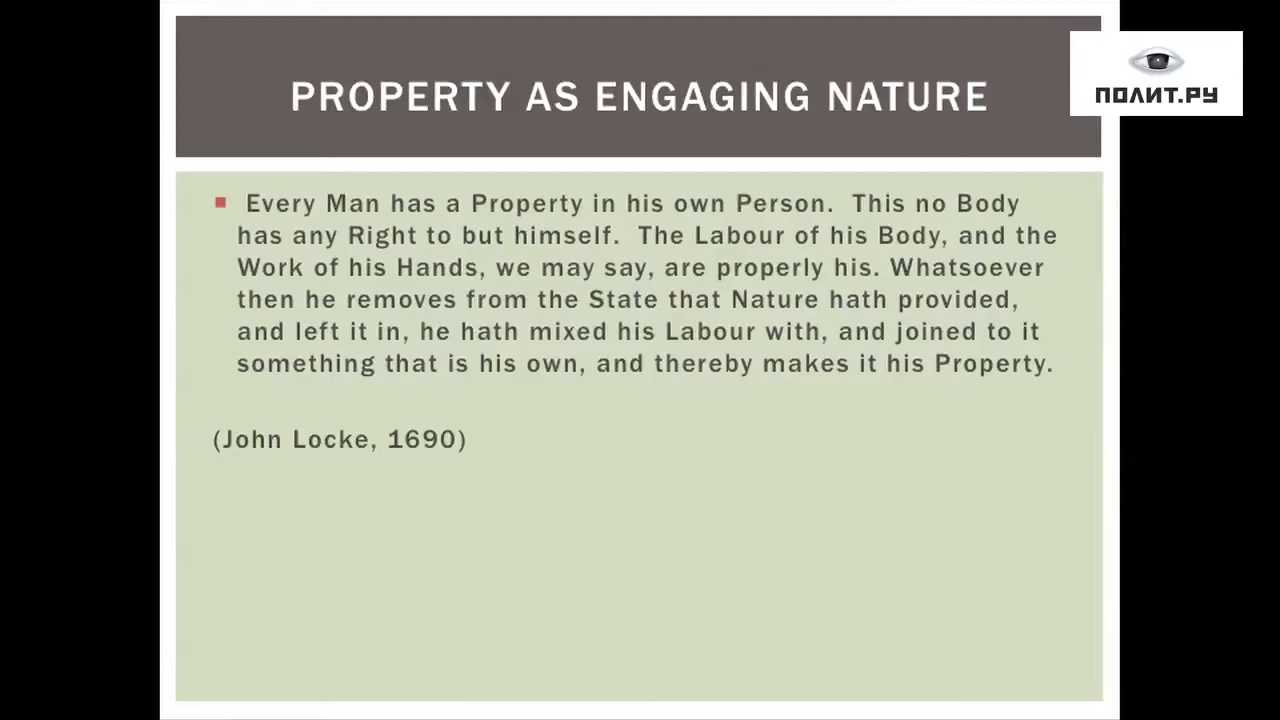 PROPERTY AS ENGAGING NATURE
ПОЛИТ.РУ
Every Man has a Property in his own Person.  This no Body
has any Right to but himself.  The Labour of his Body, and the
Work of his Hands, we may say, are properly his. Whatsoever
then he removes from the State that Nature hath provided,
and left it in, he hath mixed his Labour with, and joined to it
something that is his own, and thereby makes it his Property.
(John Locke, 1690)